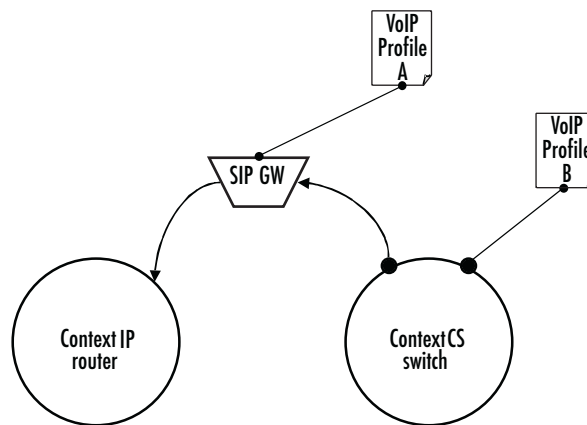 VoIP
Profile
A
VoIP
Profile
B
SIP GW
Context IP
router
Context CS
switch